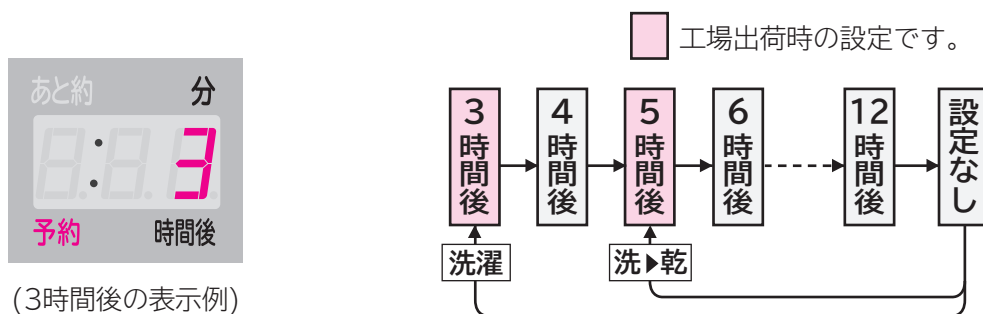 工場出荷時の設定です。
あと約 分
3
予約 時間後
(3時間後の表示例)
3時間後
4時間後
5時間後
6時間後
12時間後
設定なし
洗濯
洗▶乾